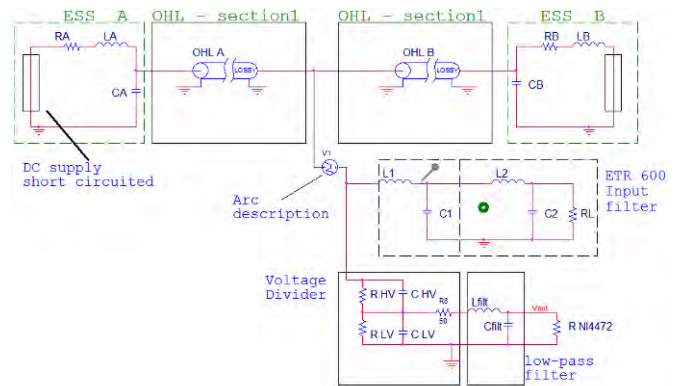 ESS A
OHL - section1
OHL - section1
ESS B
RA
LA
CA
OHL A
LOSSY
OHL B
LOSSY
RB
LB
CB
DC supply
short circuited
V1
Arc
description
L1
C1
L2
C2
RL
ETR 600
Input
filter
Voltage
Divider
R HV
C HV
R LV
C LV
R8
50
Lfilt
Cfilt
Vout
R NI4472
low-pass
filter